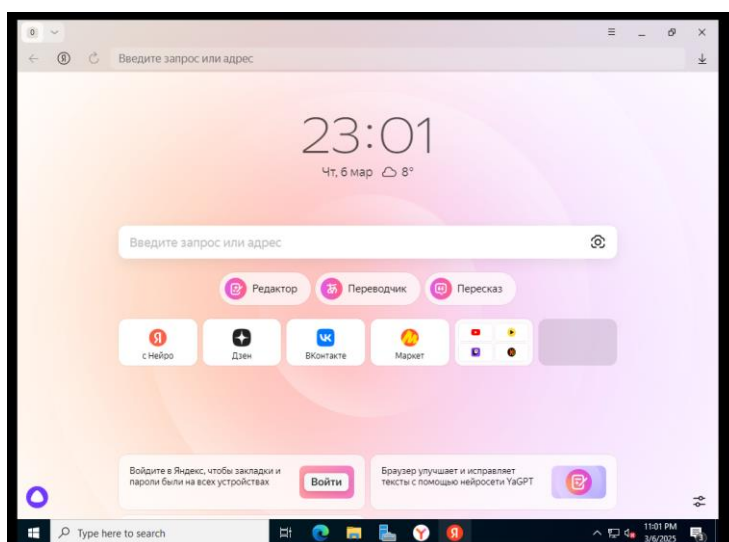 0
Введите запрос или адрес
23:01
Чт, 6 мар 8°
Введите запрос или адрес
Редактор
Переводчик
Пересказ
с Нейро
Дзен
ВКонтакте
Маркет
Войдите в Яндекс, чтобы закладки и
пароли были на всех устройствах
Войти
Браузер улучшает и исправляет
тексты с помощью нейросети YaGPT
Type here to search
11:01 PM
3/6/2025
3